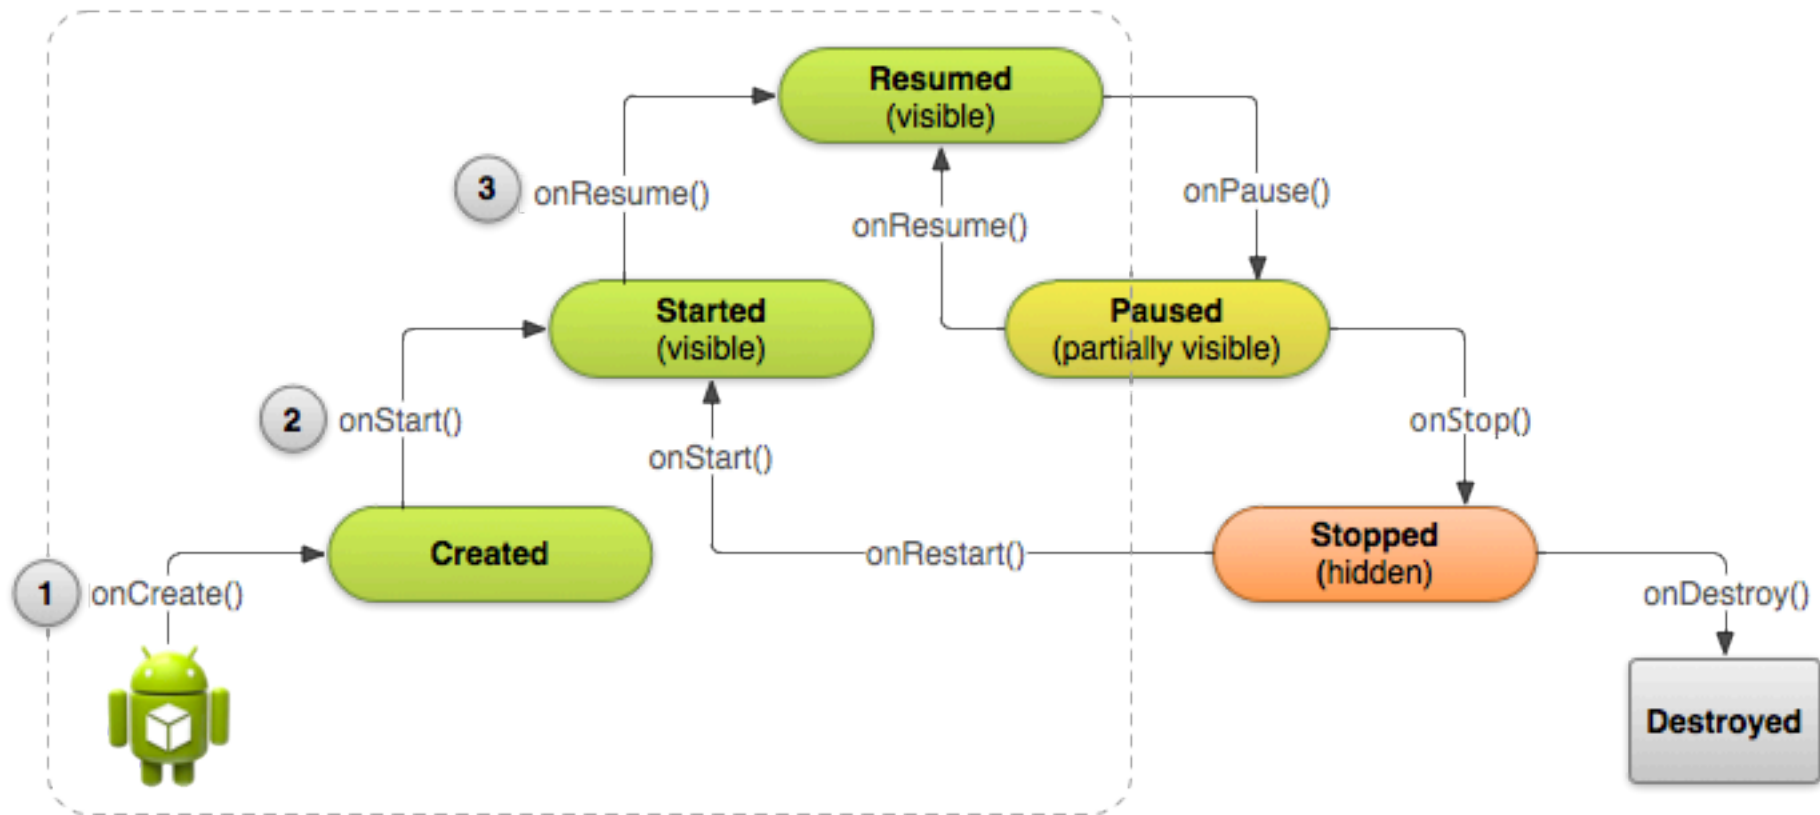 Resumed
(visible)
3
onResume()
onPause()
onResume()
Started
(visible)
Paused
(partially visible)
2
onStart()
onStop()
onStart()
Created
onRestart()
Stopped
(hidden)
1
onCreate()
onDestroy()
Destroyed